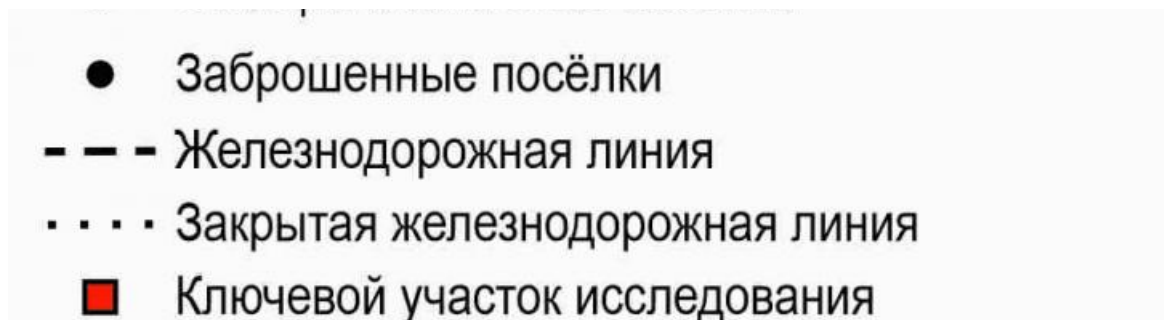 Заброшенные посёлки
Железнодорожная линия
Закрытая железнодорожная линия
Ключевой участок исследования